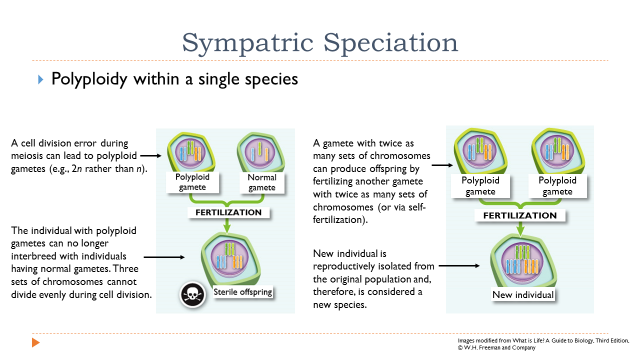 Sympatric Speciation
Polyploidy within a single species
A cell division error during
meiosis can lead to polyploid
gametes (e.g., 2n rather than n).
Polyploid
gamete
Normal
gamete
FERTILIZATION
The individual with polyploid
gametes can no longer
interbreed with individuals
having normal gametes. Three
sets of chromosomes cannot
divide evenly during cell division.
Sterile offspring
A gamete with twice as
many sets of chromosomes
can produce offspring by
fertilizing another gamete
with twice as many sets of
chromosomes (or via self-
fertilization).
Polyploid
gamete
Polyploid
gamete
FERTILIZATION
New individual is
reproductively isolated from
the original population and,
therefore, is considered a
new species.
New individual
Images modified from What is Life? A Guide to Biology, Third Edition,
© W.H. Freeman and Company